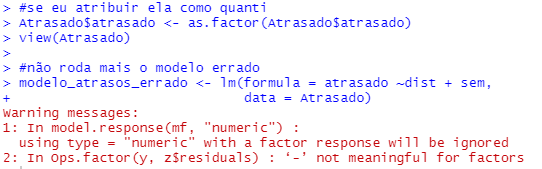 > #se eu atribuir ela como quanti
> Atrasado$atrasado <- as.factor(Atrasado$atrasado)
> view(Atrasado)
>
> #não roda mais o modelo errado
> modelo_atrasos_errado <- lm(formula = atrasado ~dist + sem,
+                             data = Atrasado)
Warning messages:
1: In model.response(mf, "numeric") :
  using type = "numeric" with a factor response will be ignored
2: In Ops.factor(y, z$residuals) : ‘-’ not meaningful for factors